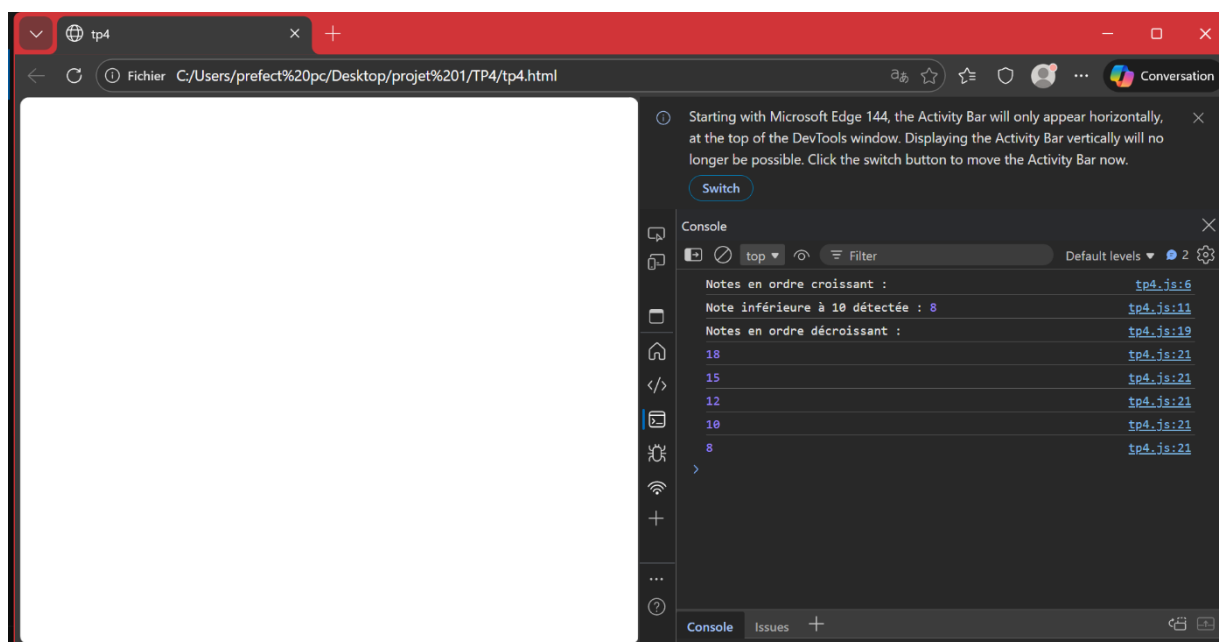 tp4
Fichier C:/Users/prefect%20pc/Desktop/projet%201/TP4/tp4.html
Conversation
Starting with Microsoft Edge 144, the Activity Bar will only appear horizontally,
at the top of the DevTools window. Displaying the Activity Bar vertically will no
longer be possible. Click the switch button to move the Activity Bar now.
Switch
Console
top Filter Default levels 2
Notes en ordre croissant : tp4.js:6
Note inférieure à 10 détectée : 8 tp4.js:11
Notes en ordre décroissant : tp4.js:19
18 tp4.js:21
15 tp4.js:21
12 tp4.js:21
10 tp4.js:21
8 tp4.js:21
Console Issues